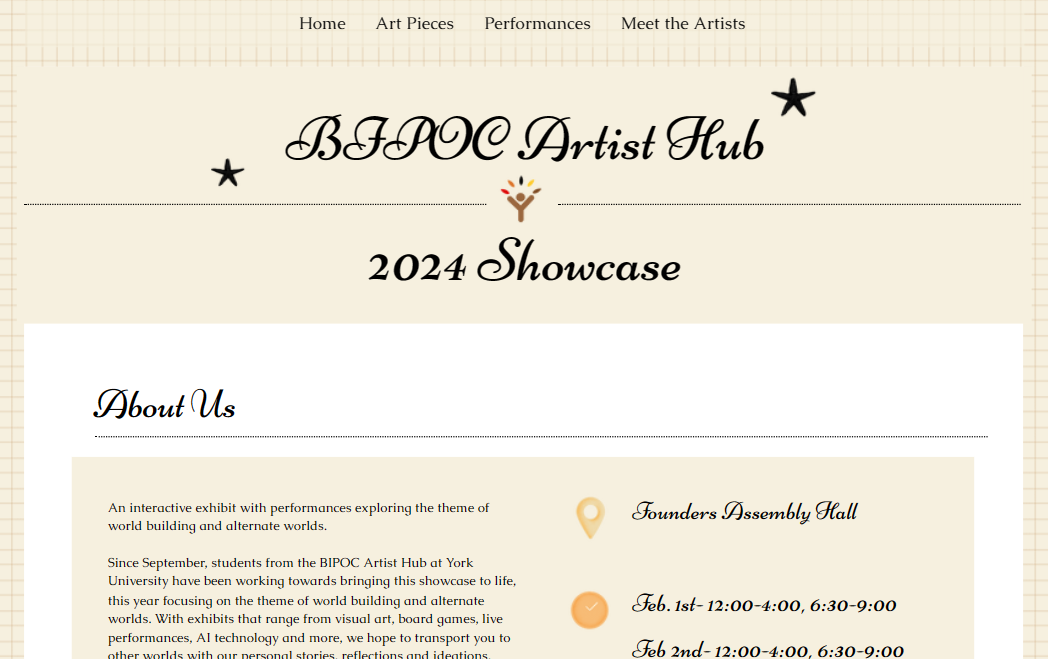 Home Art Pieces Performances Meet the Artists
BIPOC Artist Hub
2024 Showcase
About Us
An interactive exhibit with performances exploring the theme of
world building and alternate worlds.
Since September, students from the BIPOC Artist Hub at York
University have been working towards bringing this showcase to life,
this year focusing on the theme of world building and alternate
worlds. With exhibits that range from visual art, board games, live
performances, AI technology and more, we hope to transport you to
other worlds with our personal stories, reflections and ideations.
Founders Assembly Hall
Feb. 1st- 12:00-4:00, 6:30-9:00
Feb 2nd- 12:00-4:00, 6:30-9:00